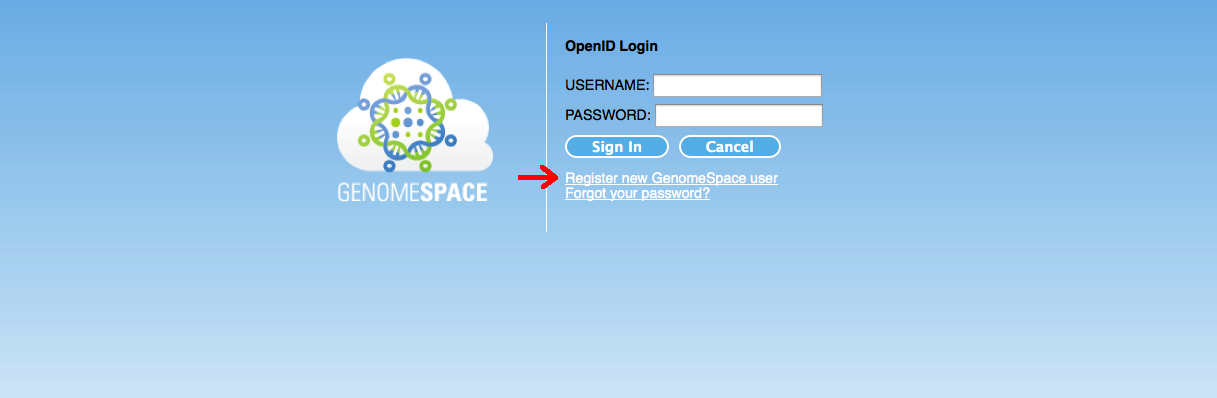 GENOMESPACE
OpenID Login
USERNAME:
PASSWORD:
Sign In Cancel
Register new GenomeSpace user
Forgot your password?